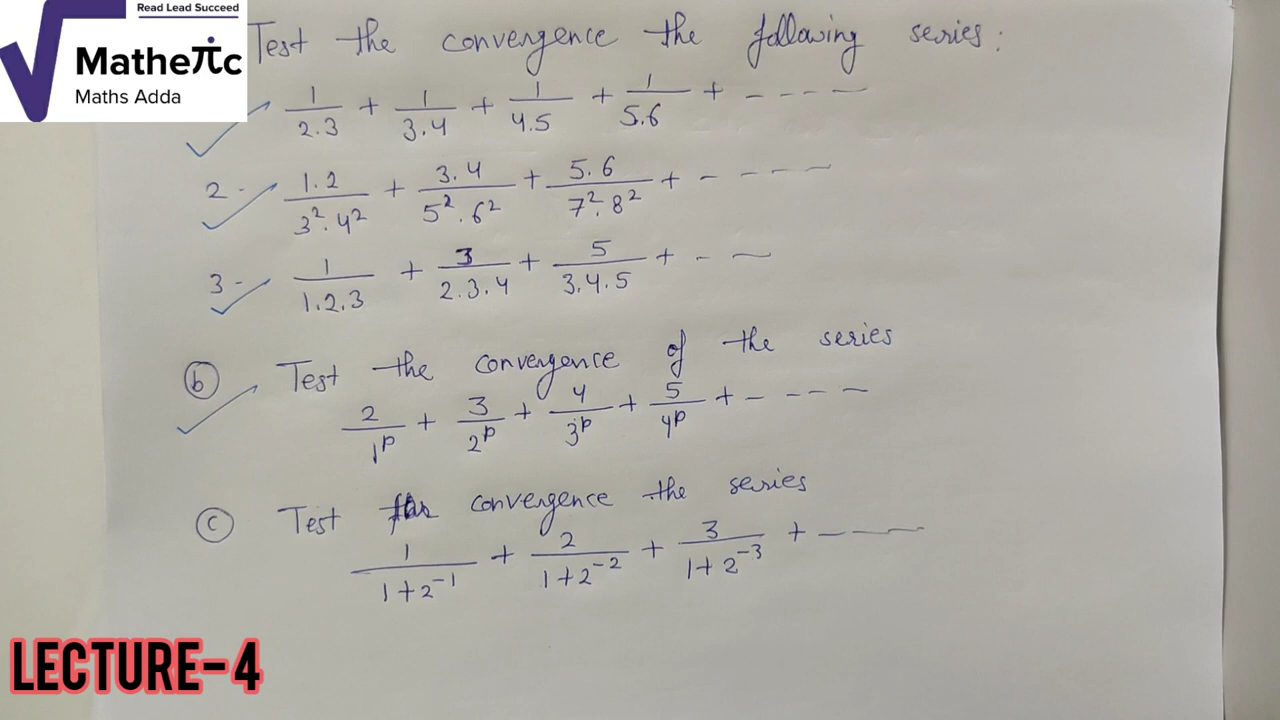 Read Lead Succeed
Matheπc
Maths Adda
Test the convergence the following series:
1/2.3 + 1/3.4 + 1/4.5 + 1/5.6 + - - - -
2- 1.2/3².4² + 3.4/5².6² + 5.6/7².8² + - - - -
3- 1/1.2.3 + 3/2.3.4 + 5/3.4.5 + - -
(b) Test the convergence of the series
2/1ᵖ + 3/2ᵖ + 4/3ᵖ + 5/4ᵖ + - - - -
(c) Test for convergence the series
1/1+2⁻¹ + 2/1+2⁻² + 3/1+2⁻³ + - - -
LECTURE-4